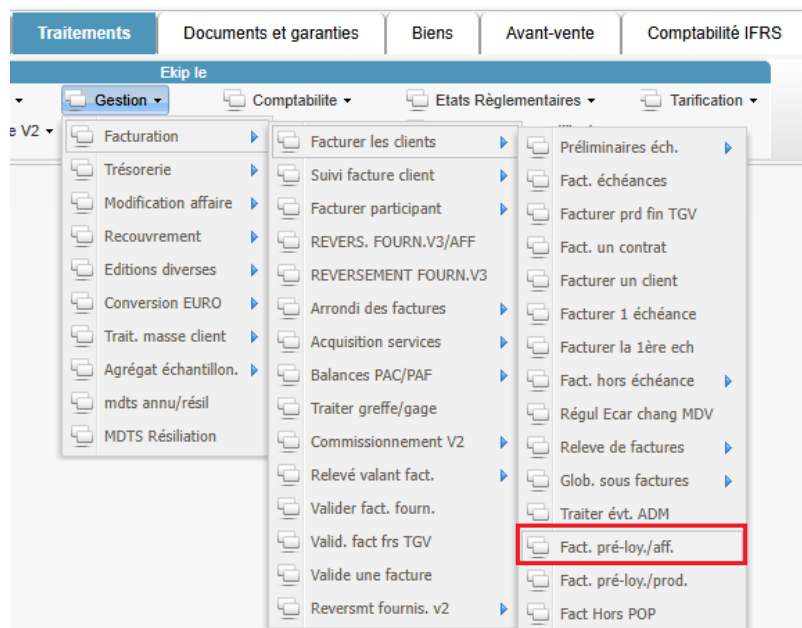 Traitements Documents et garanties Biens Avant-vente Comptabilité IFRS
Ekip le
Gestion Comptabilite Etats Règlementaires Tarification
e V2
Facturation
Trésorerie
Modification affaire
Recouvrement
Editions diverses
Conversion EURO
Trait. masse client
Agrégat échantillon.
mdts annu/résil
MDTS Résiliation
Facturer les clients
Suivi facture client
Facturer participant
REVERS. FOURN.V3/AFF
REVERSEMENT FOURN.V3
Arrondi des factures
Acquisition services
Balances PAC/PAF
Traiter greffe/gage
Commissionnement V2
Relevé valant fact.
Valider fact. fourn.
Valid. fact frs TGV
Valide une facture
Reversmt fournis. v2
Préliminaires éch.
Fact. échéances
Facturer prd fin TGV
Fact. un contrat
Facturer un client
Facturer 1 échéance
Facturer la 1ère ech
Fact. hors échéance
Régul Ecar chang MDV
Releve de factures
Glob. sous factures
Traiter évt. ADM
Fact. pré-loy./aff.
Fact. pré-loy./prod.
Fact Hors POP